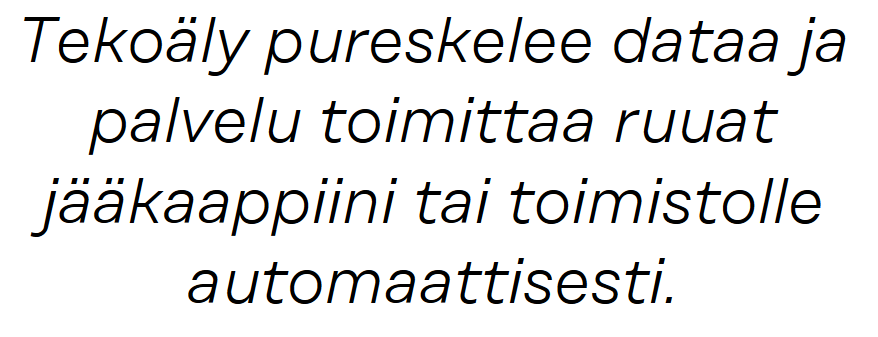 Tekoäly pureskelee dataa ja
palvelu toimittaa ruuat
jääkaappiini tai toimistolle
automaattisesti.